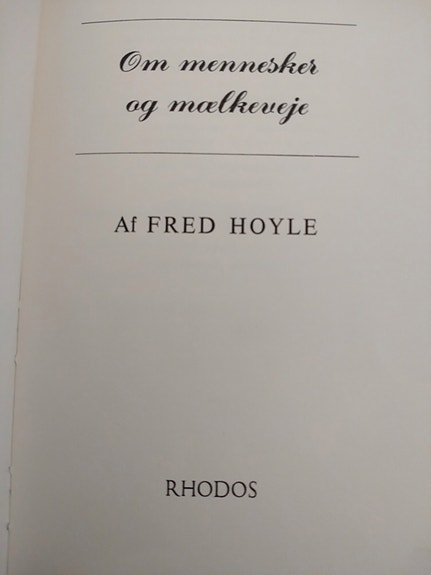 Om mennesker
og mælkeveje
Af FRED HOYLE
RHODOS